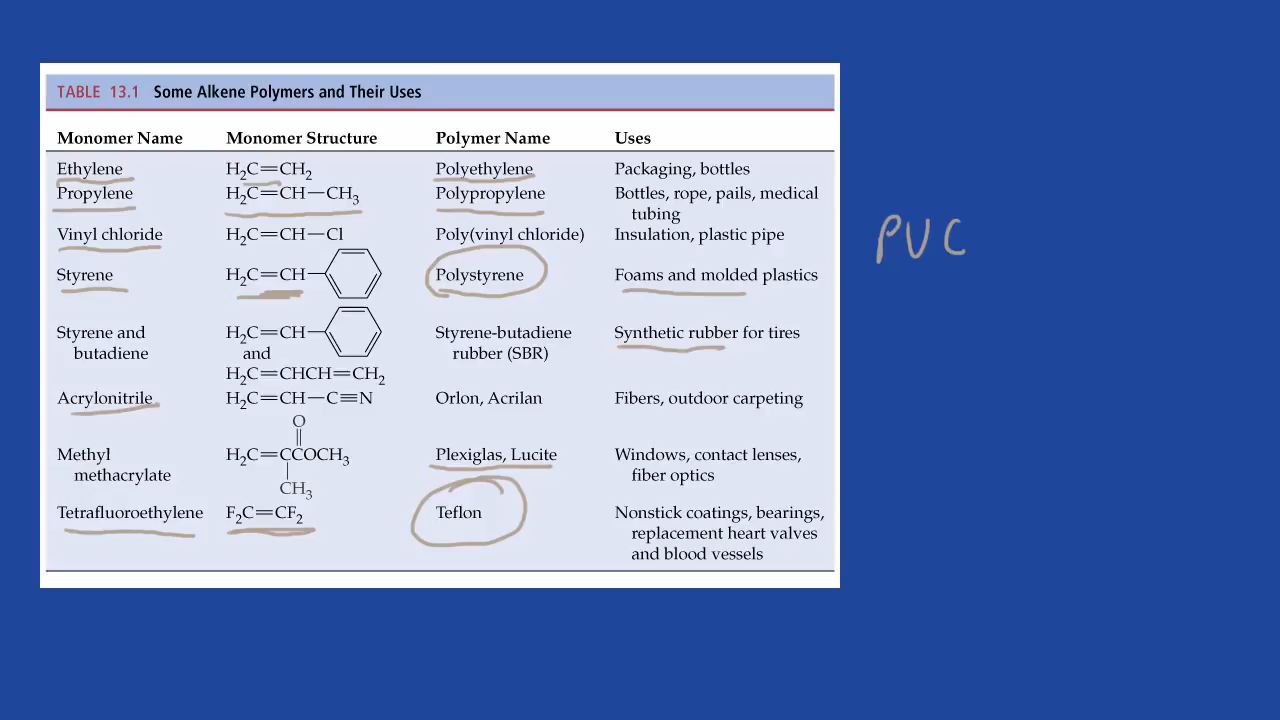 TABLE 13.1 Some Alkene Polymers and Their Uses
Monomer Name Monomer Structure Polymer Name Uses
Ethylene H2C=CH2 Polyethylene Packaging, bottles
Propylene H2C=CH—CH3 Polypropylene Bottles, rope, pails, medical
tubing
Vinyl chloride H2C=CH—Cl Poly(vinyl chloride) Insulation, plastic pipe
PVC
Styrene H2C=CH— Polystyrene Foams and molded plastics
Styrene and H2C=CH— Styrene-butadiene Synthetic rubber for tires
butadiene and rubber (SBR)
H2C=CHCH=CH2
Acrylonitrile H2C=CH—C≡N Orlon, Acrilan Fibers, outdoor carpeting
O
Methyl H2C=CCOCH3 Plexiglas, Lucite Windows, contact lenses,
methacrylate fiber optics
CH3
Tetrafluoroethylene F2C=CF2 Teflon Nonstick coatings, bearings,
replacement heart valves
and blood vessels